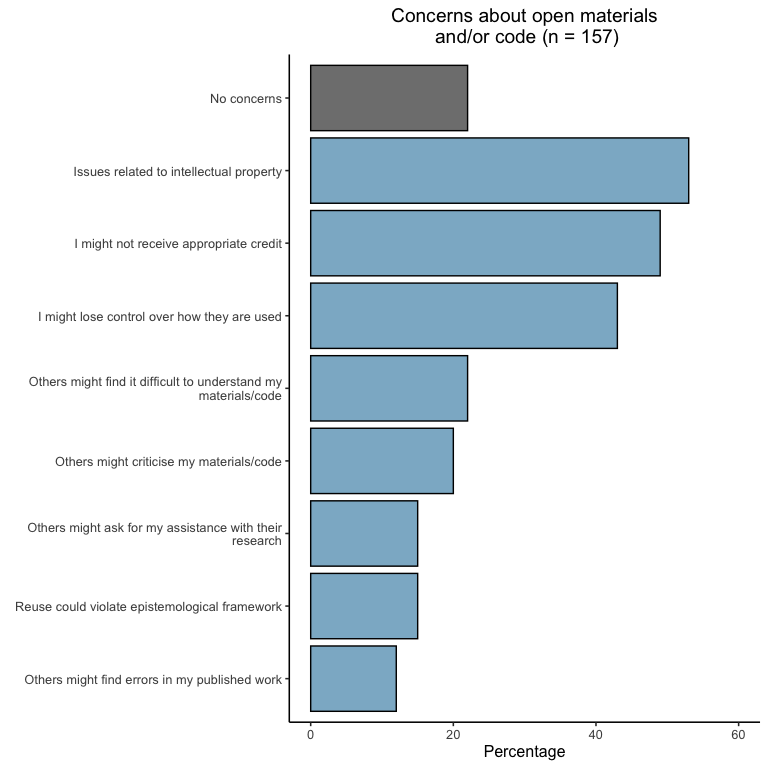 Concerns about open materials
and/or code (n = 157)
No concerns
Issues related to intellectual property
I might not receive appropriate credit
I might lose control over how they are used
Others might find it difficult to understand my
materials/code
Others might criticise my materials/code
Others might ask for my assistance with their
research
Reuse could violate epistemological framework
Others might find errors in my published work
0 20 40 60
Percentage